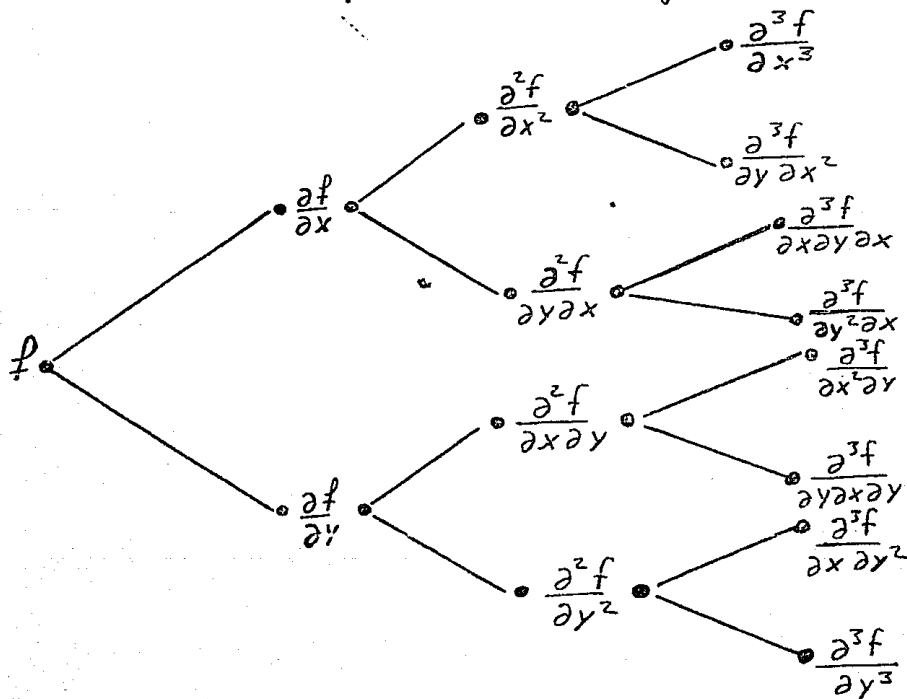 ∂³f/∂x³
∂²f/∂x²
∂³f/∂y∂x²
∂f/∂x
∂³f/∂x∂y∂x
∂²f/∂y∂x
∂³f/∂y²∂x
f
∂³f/∂x²∂y
∂²f/∂x∂y
∂³f/∂y∂x∂y
∂f/∂y
∂³f/∂x∂y²
∂²f/∂y²
∂³f/∂y³